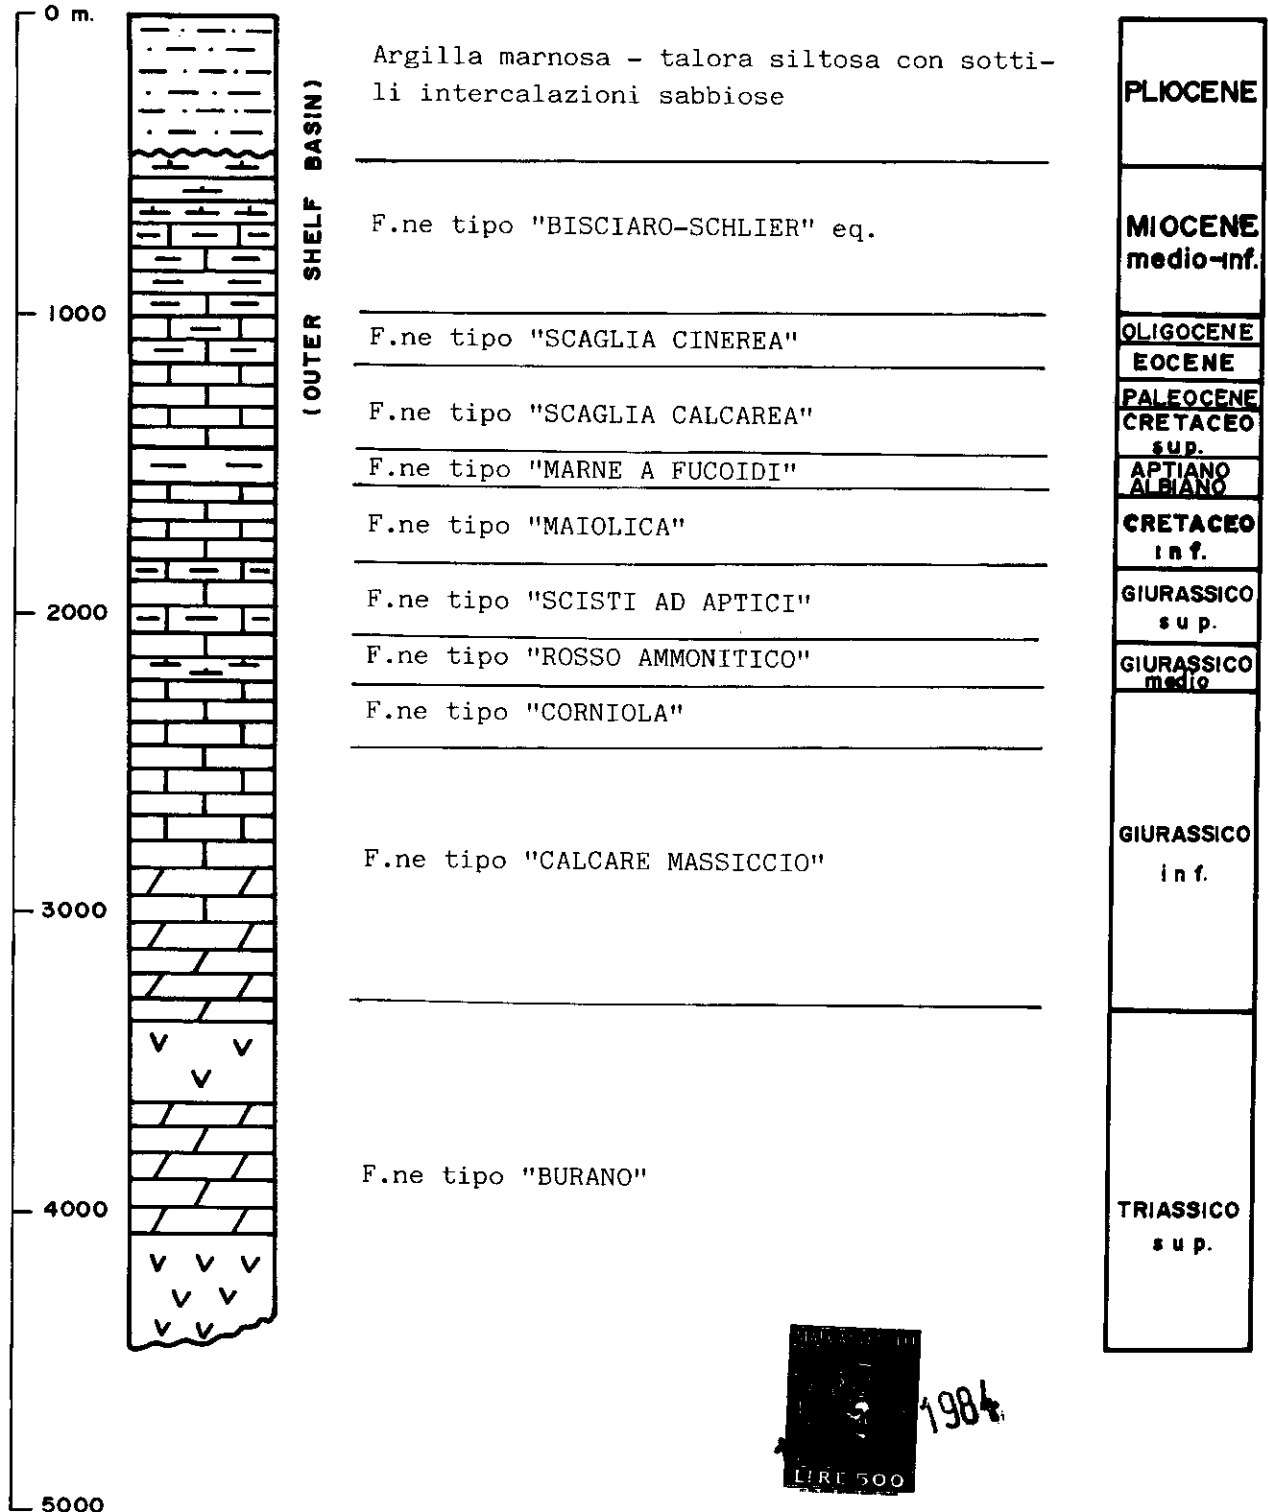 0 m.
1000
2000
3000
4000
5000
(OUTER SHELF BASIN)
Argilla marnosa - talora siltosa con sotti-
li intercalazioni sabbiose
F.ne tipo "BISCIARO-SCHLIER" eq.
F.ne tipo "SCAGLIA CINEREA"
F.ne tipo "SCAGLIA CALCAREA"
F.ne tipo "MARNE A FUCOIDI"
F.ne tipo "MAIOLICA"
F.ne tipo "SCISTI AD APTICI"
F.ne tipo "ROSSO AMMONITICO"
F.ne tipo "CORNIOLA"
F.ne tipo "CALCARE MASSICCIO"
F.ne tipo "BURANO"
PLIOCENE
MIOCENE
medio-inf.
OLIGOCENE
EOCENE
PALEOCENE
CRETACEO
sup.
APTIANO
ALBIANO
CRETACEO
inf.
GIURASSICO
sup.
GIURASSICO
medio
GIURASSICO
inf.
TRIASSICO
sup.
LIRE 500
1984